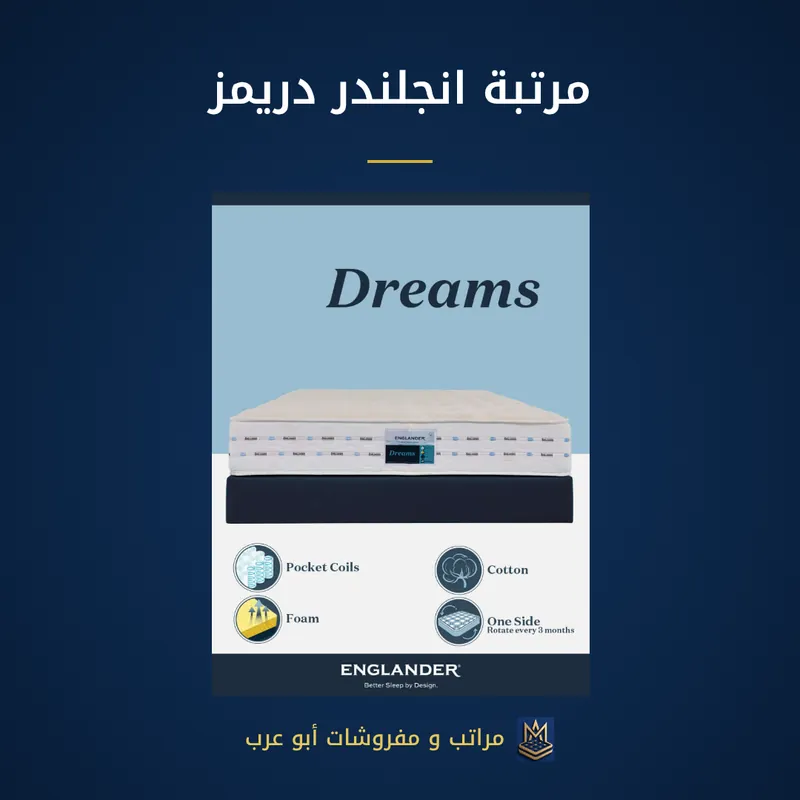 مرتبة انجلندر دريمز
Dreams
ENGLANDER
Dreams
Pocket Coils
Cotton
Foam
One Side
Rotate every 3 months
ENGLANDER®
Better Sleep by Design.
مراتب و مفروشات أبو عرب